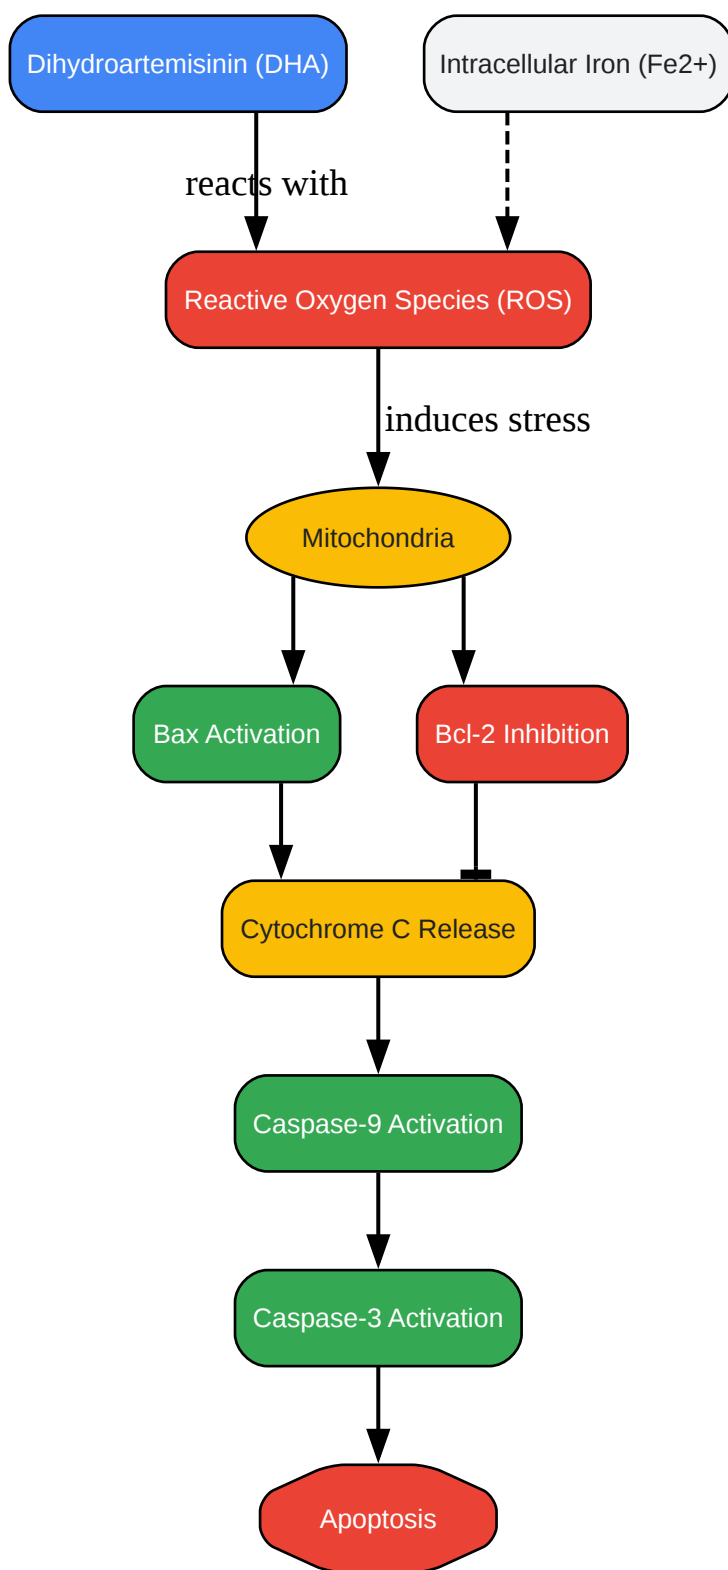 Dihydroartemisinin (DHA)
Intracellular Iron (Fe2+)
reacts with
Reactive Oxygen Species (ROS)
induces stress
Mitochondria
Bax Activation
Bcl-2 Inhibition
Cytochrome C Release
Caspase-9 Activation
Caspase-3 Activation
Apoptosis